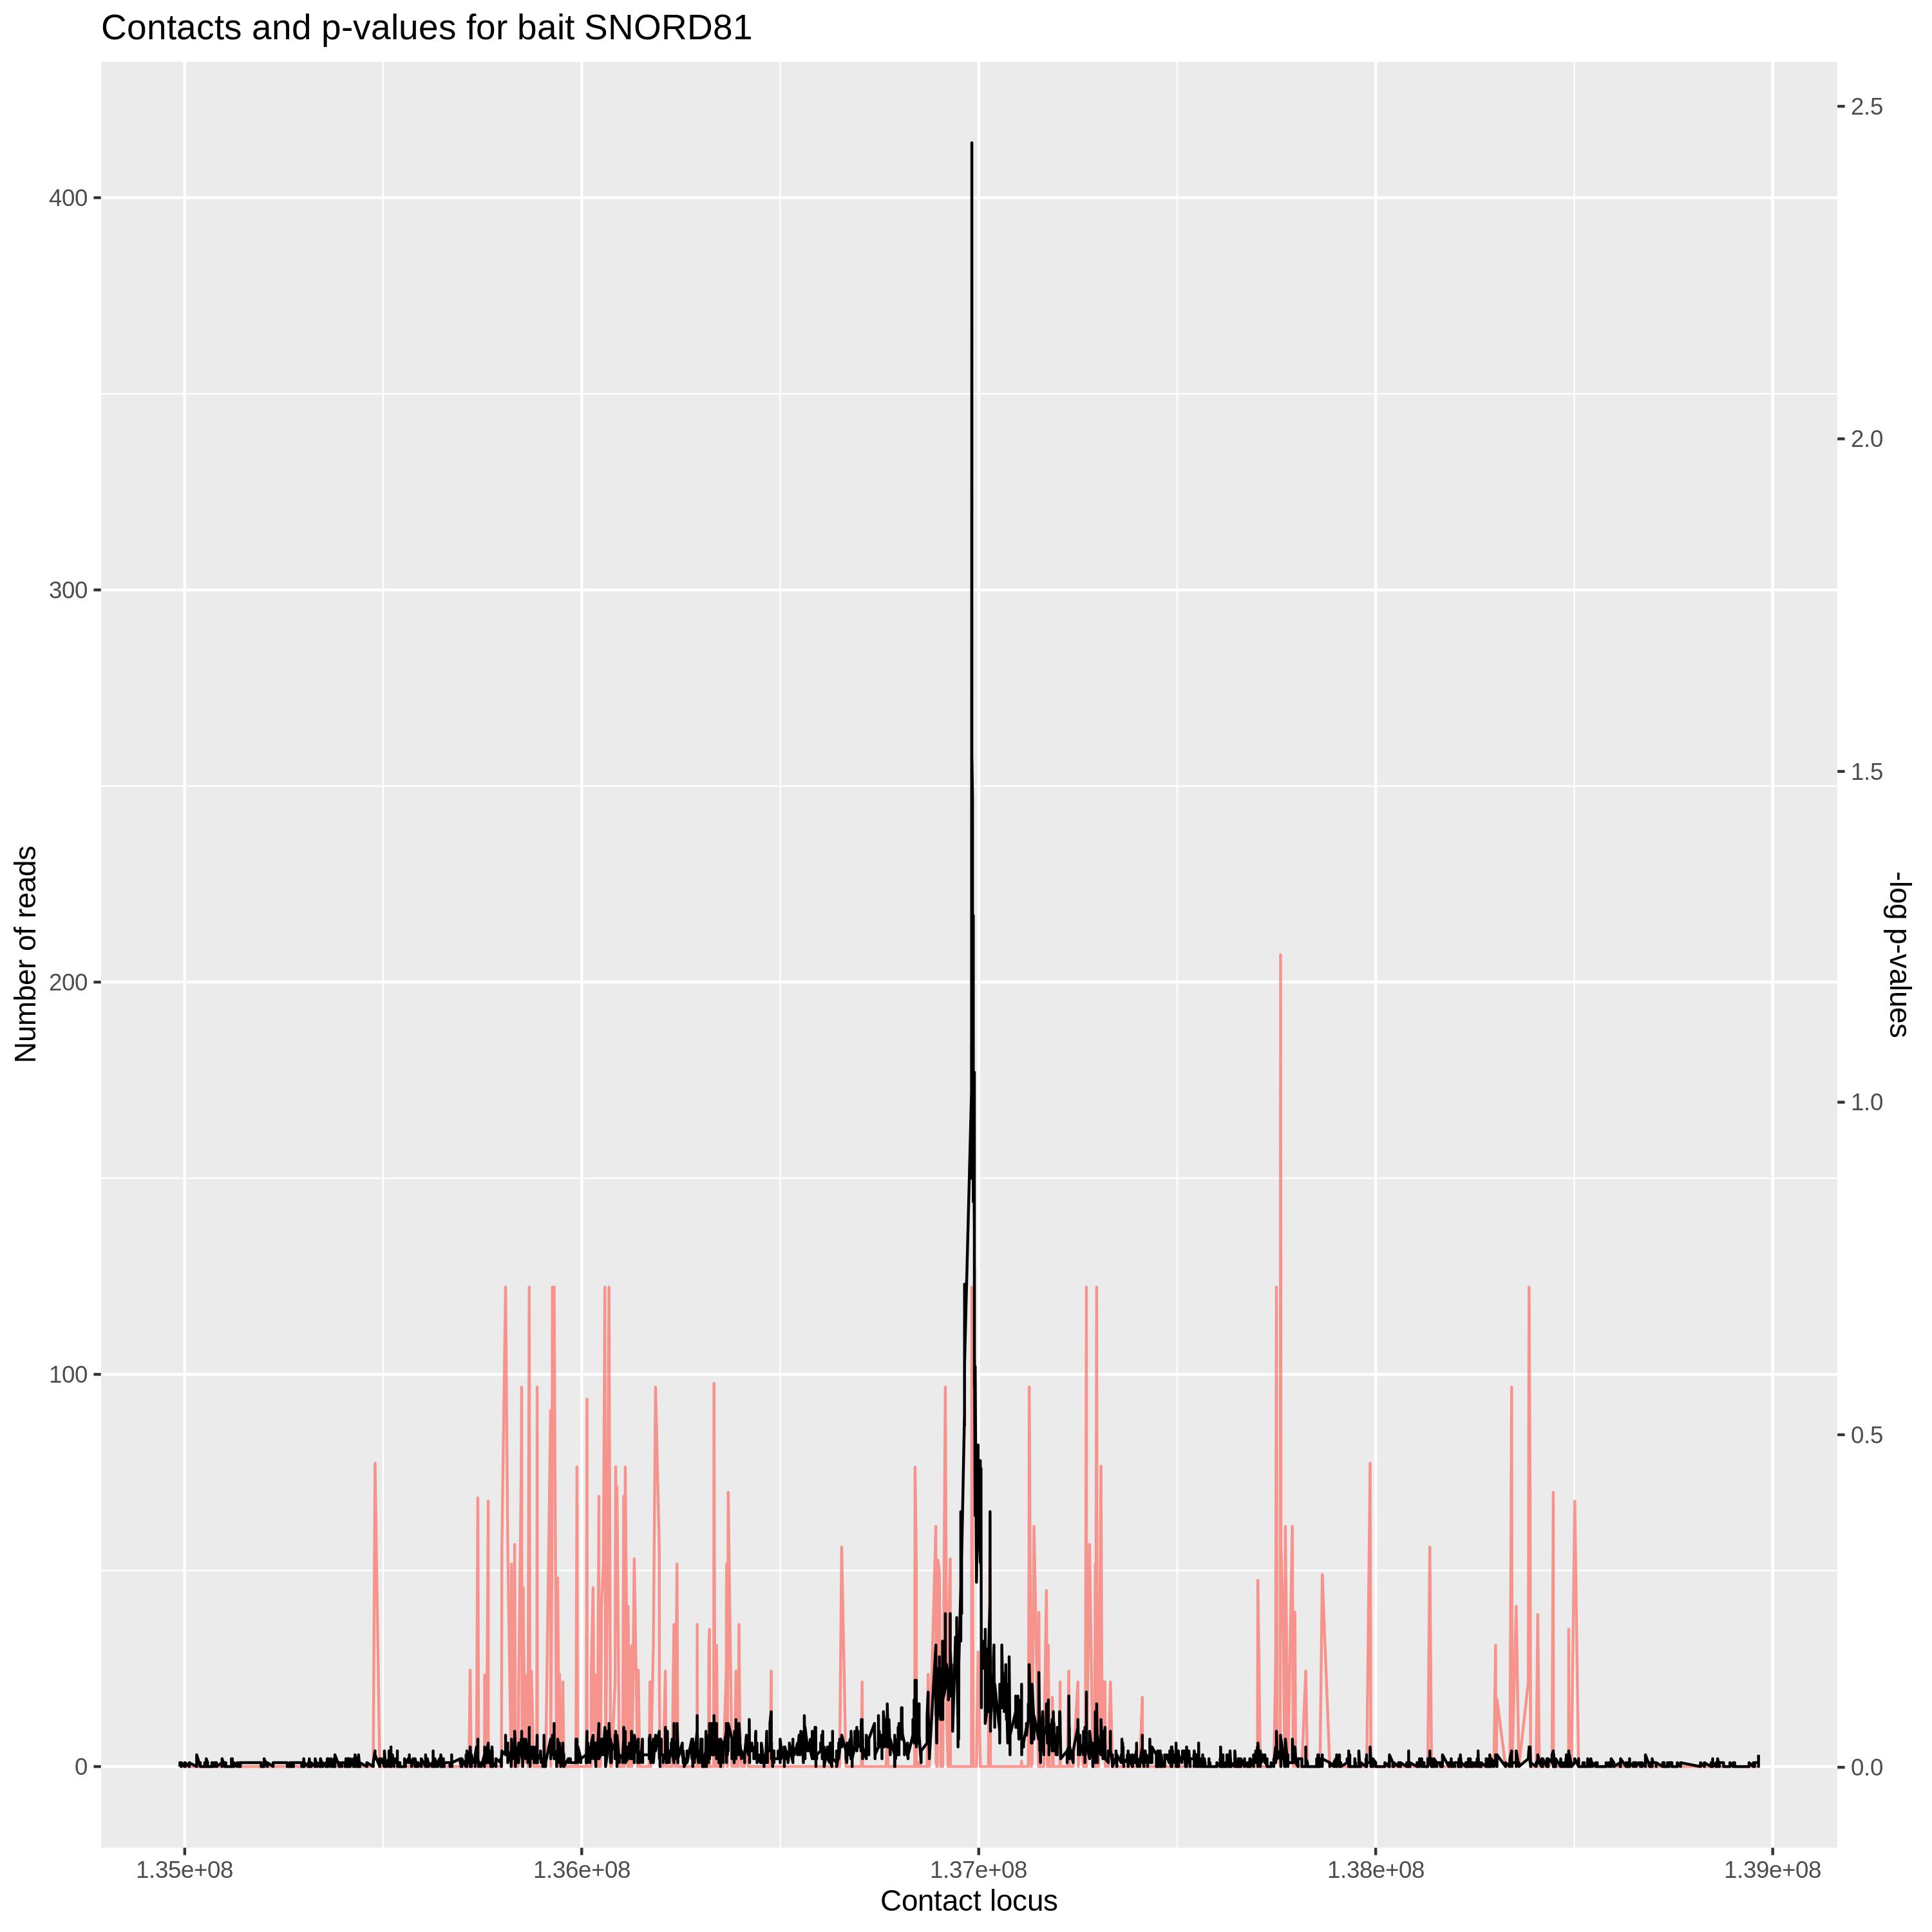 Contacts and p-values for bait SNORD81
Number of reads
400
300
200
100
0
2.5
2.0
1.5
1.0
0.5
0.0
-log p-values
1.35e+08
1.36e+08
1.37e+08
1.38e+08
1.39e+08
Contact locus